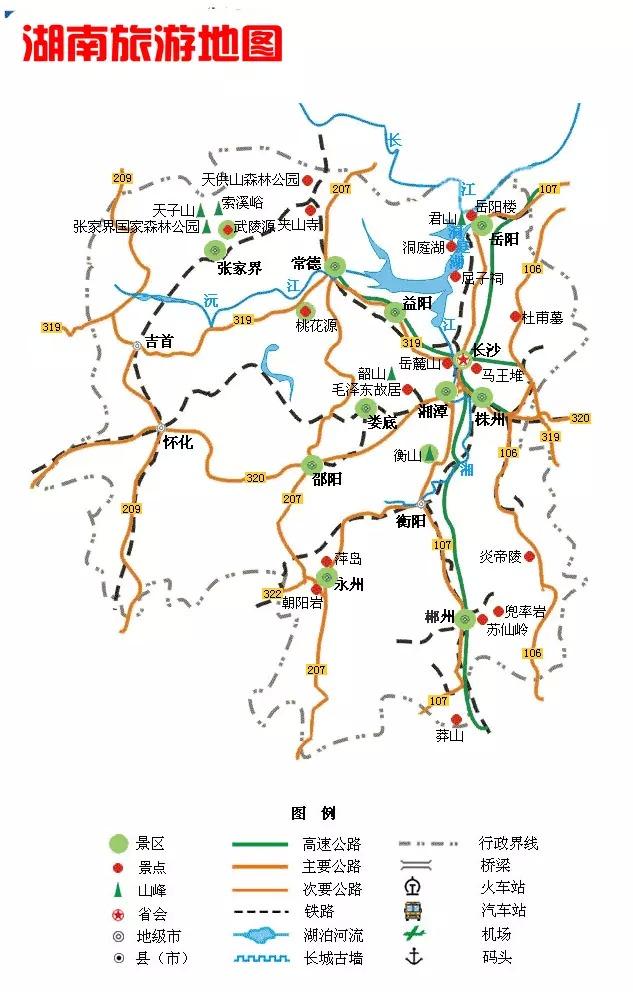 湖南旅游地图
长
江
209
天供山森林公园
207
107
索溪峪
天子山
夹山寺
君山
岳阳楼
张家界国家森林公园
武陵源
岳阳
洞庭湖
洞庭湖
张家界
常德
屈子祠
106
沅
江
益阳
江
杜甫墓
319
319
桃花源
吉首
319
长沙
岳麓山
马王堆
韶山
毛泽东故居
湘潭
株州
320
娄底
怀化
319
衡山
湘
106
320
邵阳
207
209
衡阳
107
萍岛
炎帝陵
永州
322
朝阳岩
兜率岩
郴州
苏仙岭
106
207
107
莽山
图 例
景区
高速公路
行政界线
景点
主要公路
桥梁
山峰
次要公路
火车站
省会
铁路
汽车站
地级市
湖泊河流
机场
县（市）
长城古墙
码头